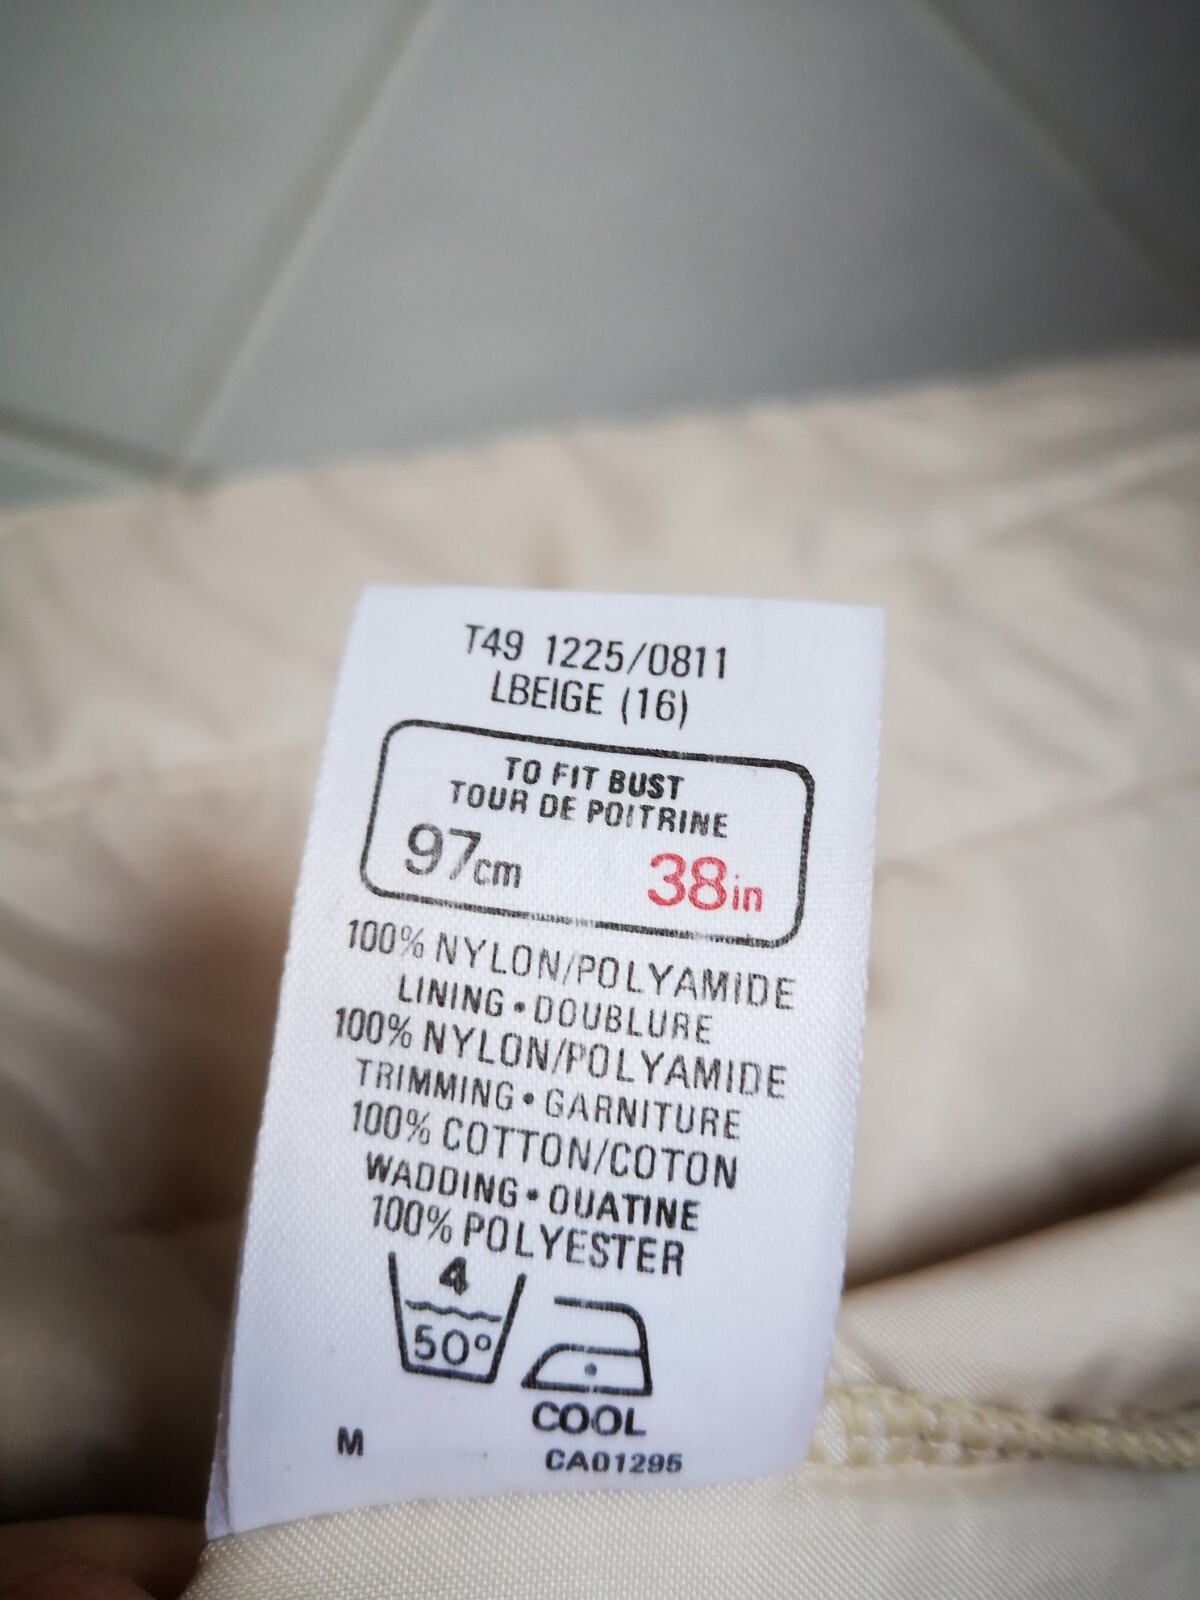 T49 1225/0811
LBEIGE (16)
TO FIT BUST
TOUR DE POITRINE
97cm 38in
100% NYLON/POLYAMIDE
LINING • DOUBLURE
100% NYLON/POLYAMIDE
TRIMMING • GARNITURE
100% COTTON/COTON
WADDING • OUATINE
100% POLYESTER
4
50°
COOL
M CA01295